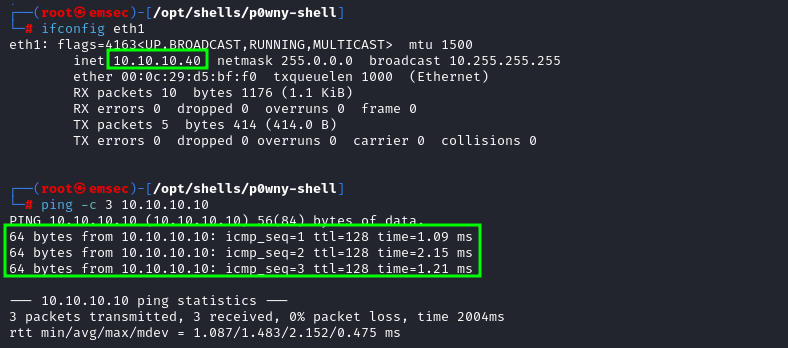 ┌──(root㉿emsec)-[/opt/shells/p0wny-shell]
└─# ifconfig eth1
eth1: flags=4163<UP,BROADCAST,RUNNING,MULTICAST>  mtu 1500
        inet 10.10.10.40  netmask 255.0.0.0  broadcast 10.255.255.255
        ether 00:0c:29:d5:bf:f0  txqueuelen 1000  (Ethernet)
        RX packets 10  bytes 1176 (1.1 KiB)
        RX errors 0  dropped 0  overruns 0  frame 0
        TX packets 5  bytes 414 (414.0 B)
        TX errors 0  dropped 0 overruns 0  carrier 0  collisions 0
┌──(root㉿emsec)-[/opt/shells/p0wny-shell]
└─# ping -c 3 10.10.10.10
PING 10.10.10.10 (10.10.10.10) 56(84) bytes of data.
64 bytes from 10.10.10.10: icmp_seq=1 ttl=128 time=1.09 ms
64 bytes from 10.10.10.10: icmp_seq=2 ttl=128 time=2.15 ms
64 bytes from 10.10.10.10: icmp_seq=3 ttl=128 time=1.21 ms
--- 10.10.10.10 ping statistics ---
3 packets transmitted, 3 received, 0% packet loss, time 2004ms
rtt min/avg/max/mdev = 1.087/1.483/2.152/0.475 ms